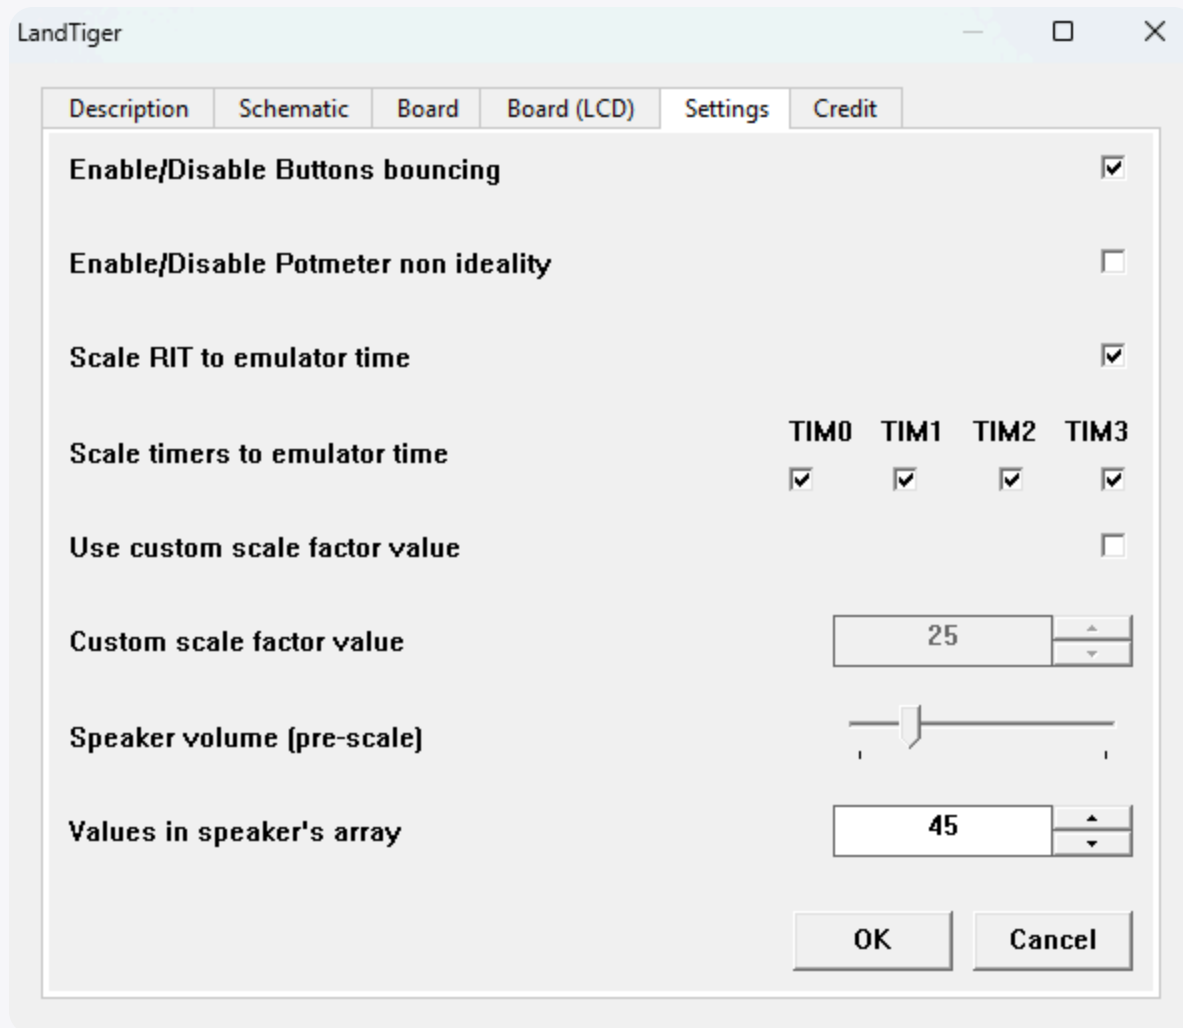 LandTiger
Description Schematic Board Board (LCD) Settings Credit
Enable/Disable Buttons bouncing
Enable/Disable Potmeter non ideality
Scale RIT to emulator time
TIM0 TIM1 TIM2 TIM3
Scale timers to emulator time
Use custom scale factor value
Custom scale factor value 25
Speaker volume (pre-scale)
Values in speaker's array 45
OK Cancel